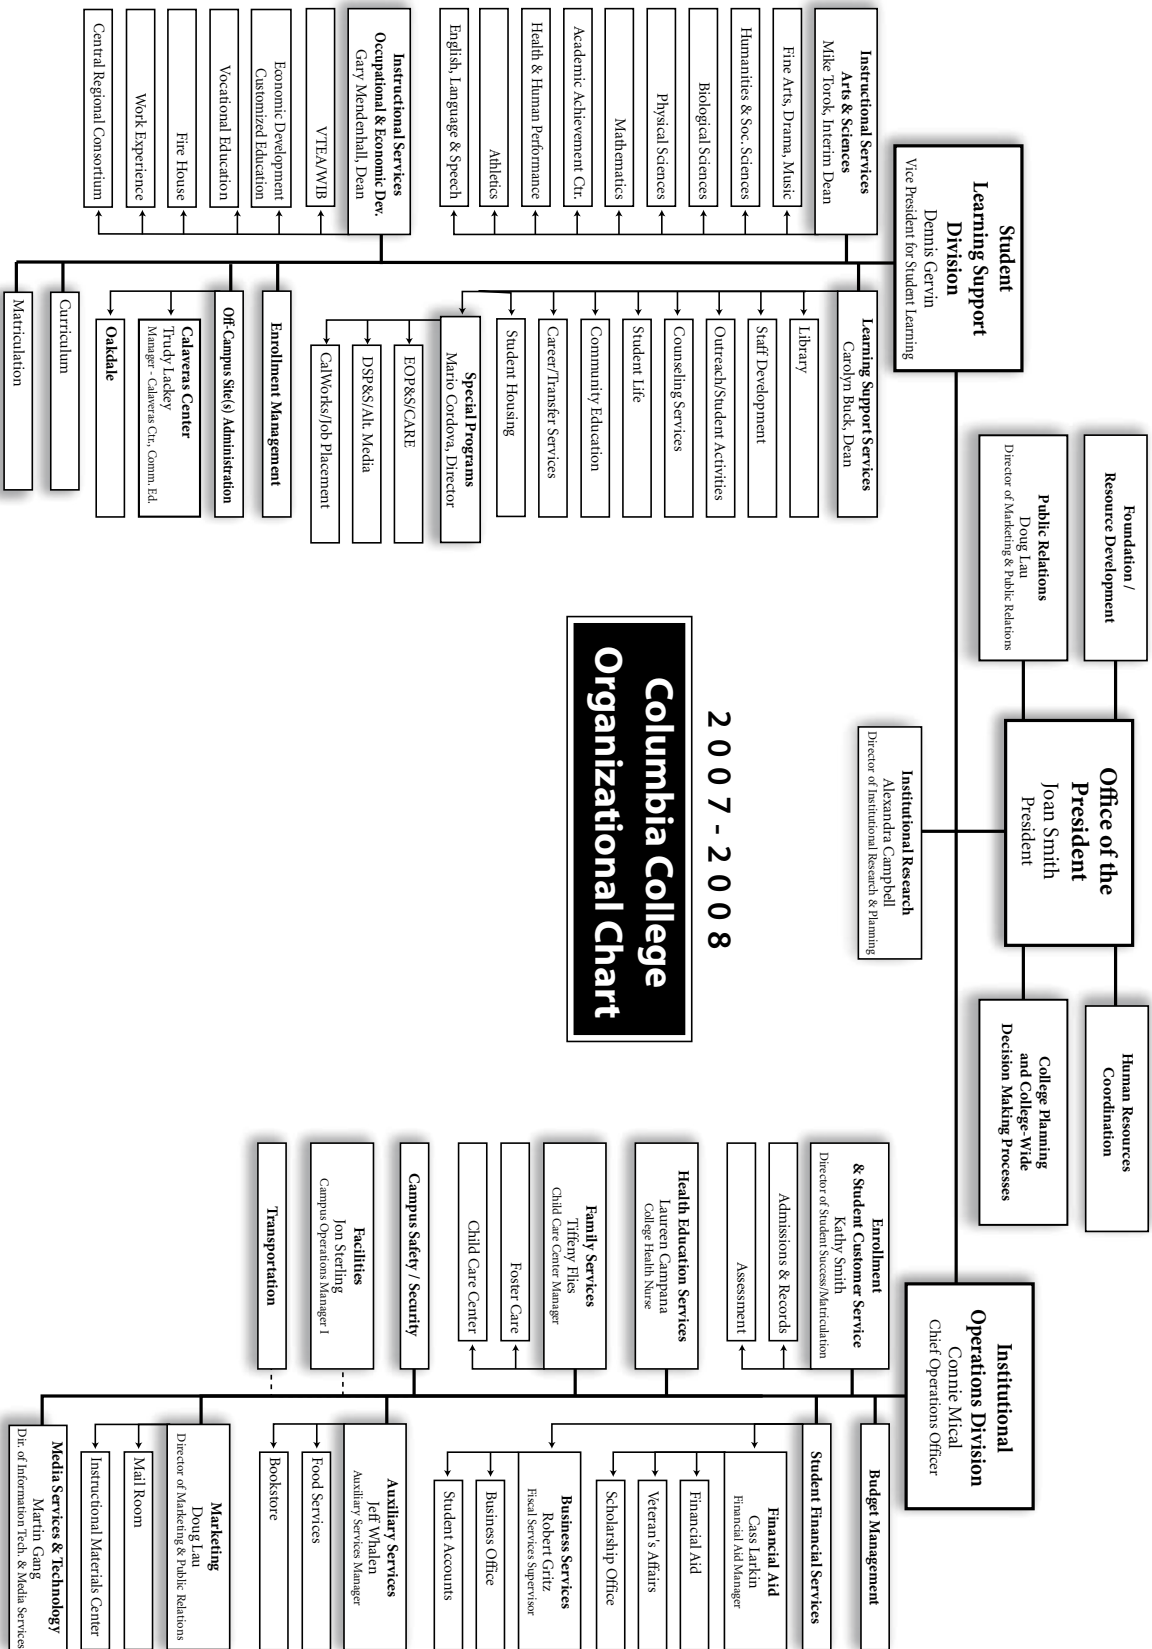 Office of the
President
Joan Smith
President
Foundation /
Resource Development
Public Relations
Doug Lau
Director of Marketing & Public Relations
Human Resources
Coordination
College Planning
and College-Wide
Decision Making Processes
Institutional Research
Alexandra Campbell
Director of Institutional Research & Planning
Student
Learning Support
Division
Dennis Gervin
Vice President for Student Learning
Instructional Services
Arts & Sciences
Mike Torok, Interim Dean
Fine Arts, Drama, Music
Humanities & Soc. Sciences
Biological Sciences
Physical Sciences
Mathematics
Academic Achievement Ctr.
Health & Human Performance
Athletics
English, Language & Speech
Instructional Services
Occupational & Economic Dev.
Gary Mendenhall, Dean
VTEA/WIB
Economic Development
Customized Education
Vocational Education
Fire House
Work Experience
Central Regional Consortium
Learning Support Services
Carolyn Buck, Dean
Library
Staff Development
Outreach/Student Activities
Counseling Services
Student Life
Community Education
Career/Transfer Services
Student Housing
Special Programs
Mario Cordova, Director
EOP&S/CARE
DSP&S/Alt. Media
CalWorks/Job Placement
Enrollment Management
Off-Campus Site(s) Administration
Calaveras Center
Trudy Lackey
Manager - Calaveras Ctr., Comm. Ed.
Oakdale
Curriculum
Matriculation
2007-2008
Columbia College
Organizational Chart
Institutional
Operations Division
Connie Mical
Chief Operations Officer
Enrollment
& Student Customer Service
Kathy Smith
Director of Student Success/Matriculation
Admissions & Records
Assessment
Health Education Services
Laureen Campana
College Health Nurse
Family Services
Tiffeny Flies
Child Care Center Manager
Foster Care
Child Care Center
Campus Safety / Security
Facilities
Jon Sterling
Campus Operations Manager I
Transportation
Budget Management
Student Financial Services
Financial Aid
Cass Larkin
Financial Aid Manager
Financial Aid
Veteran's Affairs
Scholarship Office
Business Services
Robert Gritz
Fiscal Services Supervisor
Business Office
Student Accounts
Auxiliary Services
Jeff Whalen
Auxiliary Services Manager
Food Services
Bookstore
Marketing
Doug Lau
Director of Marketing & Public Relations
Mail Room
Instructional Materials Center
Media Services & Technology
Martin Gang
Dir. of Information Tech. & Media Services